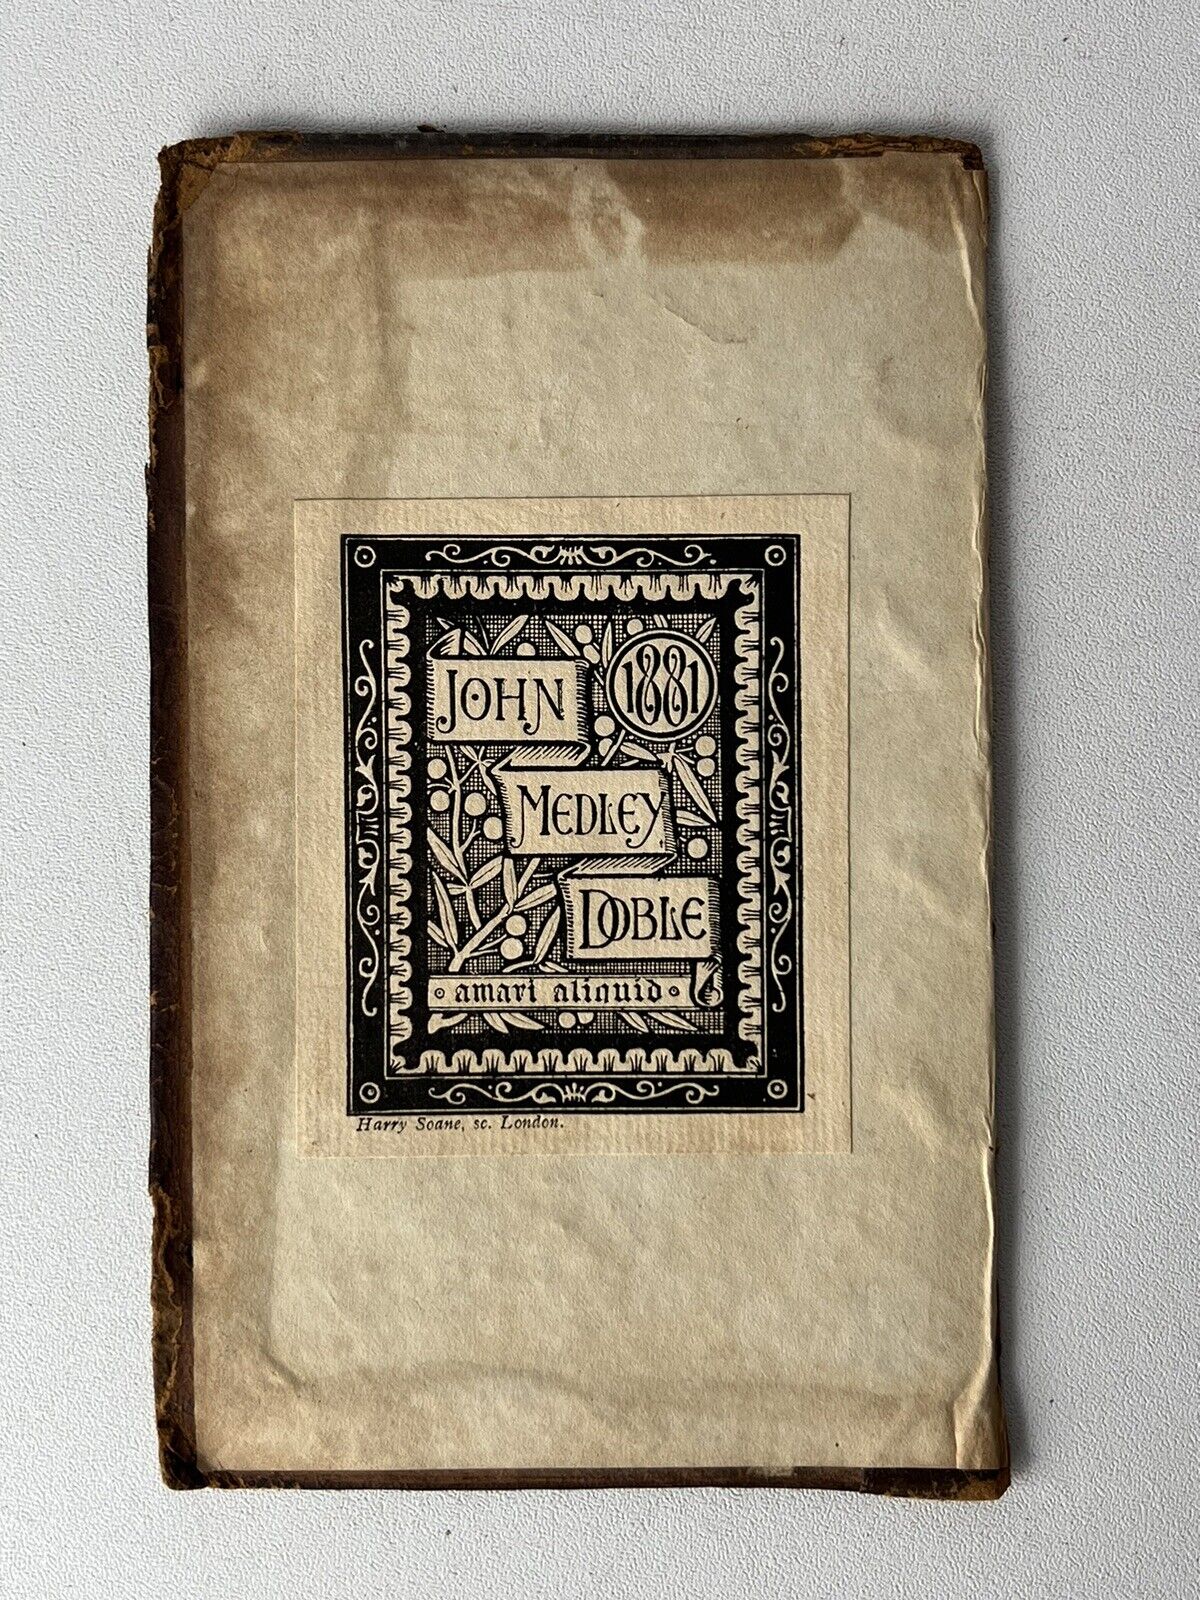 JOHN
1881
MEDLEY
DOBLE
amari aliquid
Harry Soane, sc. London.